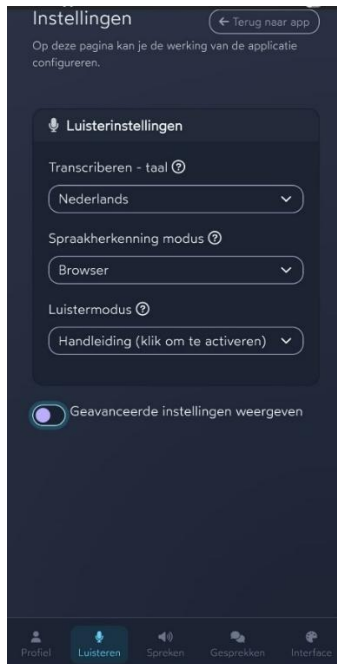 Instellingen
← Terug naar app
Op deze pagina kan je de werking van de applicatie
configureren.
Luisterinstellingen
Transcriberen - taal
Nederlands
Spraakherkenning modus
Browser
Luistermodus
Handleiding (klik om te activeren)
Geavanceerde instellingen weergeven
Profiel Luisteren Spreken Gesprekken Interface